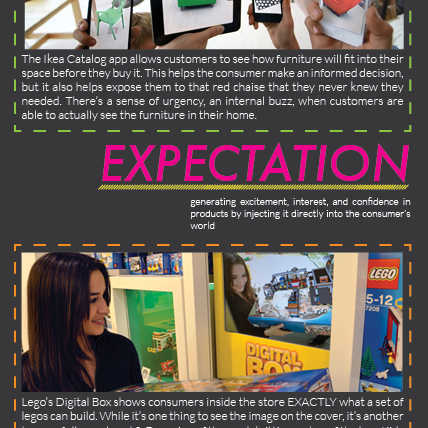 The Ikea Catalog app allows customers to see how furniture will fit into their
space before they buy it. This helps the consumer make an informed decision,
but it also helps expose them to that red chaise that they never knew they
needed. There's a sense of urgency, an internal buzz, when customers are
able to actually see the furniture in their home.
EXPECTATION
generating excitement, interest, and confidence in
products by injecting it directly into the consumer's
world
LEGO
5-12
7208
DIGITAL
BOX
Lego's Digital Box shows consumers inside the store EXACTLY what a set of
legos can build. While it's one thing to see the image on the cover, it's another